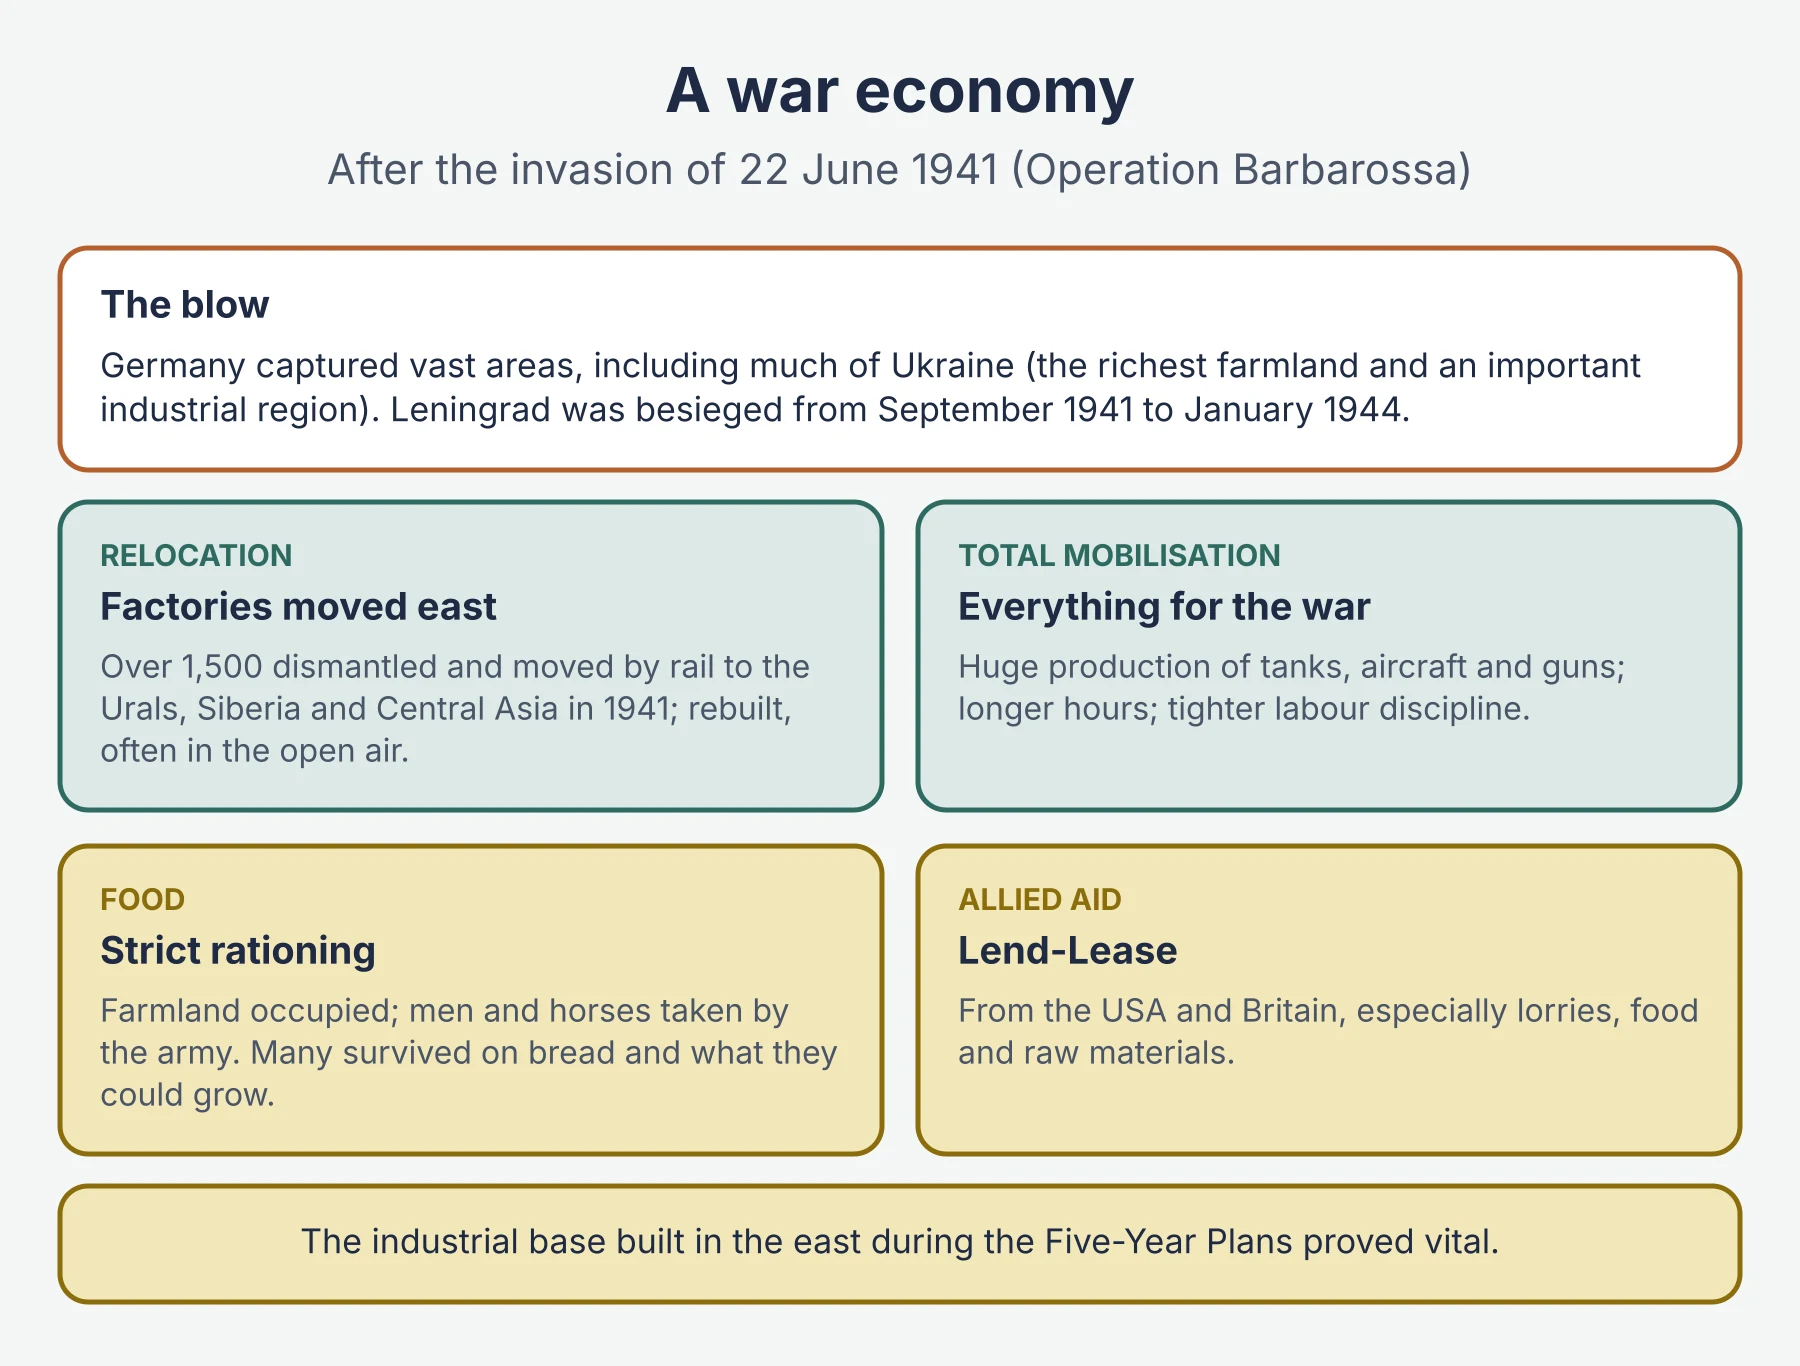 A war economy
After the invasion of 22 June 1941 (Operation Barbarossa)
The blow
Germany captured vast areas, including much of Ukraine (the richest farmland and an important
industrial region). Leningrad was besieged from September 1941 to January 1944.
RELOCATION
Factories moved east
Over 1,500 dismantled and moved by rail to the
Urals, Siberia and Central Asia in 1941; rebuilt,
often in the open air.
TOTAL MOBILISATION
Everything for the war
Huge production of tanks, aircraft and guns;
longer hours; tighter labour discipline.
FOOD
Strict rationing
Farmland occupied; men and horses taken by
the army. Many survived on bread and what they
could grow.
ALLIED AID
Lend-Lease
From the USA and Britain, especially lorries, food
and raw materials.
The industrial base built in the east during the Five-Year Plans proved vital.